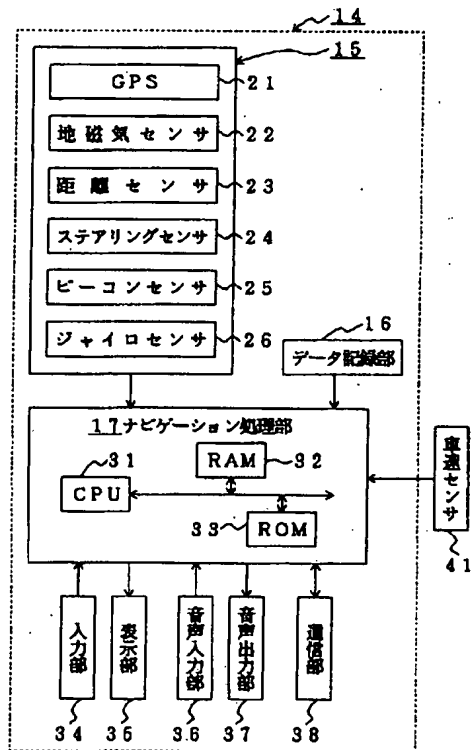 14
15
GPS 21
地磁気センサ 22
距離センサ 23
ステアリングセンサ 24
ビーコンセンサ 25
ジャイロセンサ 26
16
データ記録部
17ナビゲーション処理部
31
RAM 32
CPU
33 ROM
車速センサ
41
入力部
表示部
音声入力部
音声出力部
通信部
34 35 36 37 38